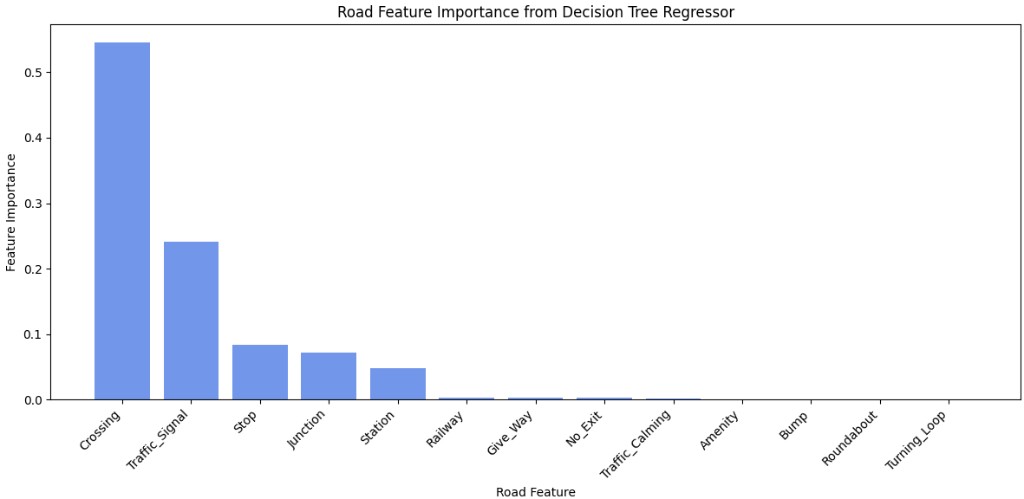 Road Feature Importance from Decision Tree Regressor
Feature Importance
0.5
0.4
0.3
0.2
0.1
0.0
Crossing
Traffic_Signal
Stop
Junction
Station
Railway
Give_Way
No_Exit
Traffic_Calming
Amenity
Bump
Roundabout
Turning_Loop
Road Feature